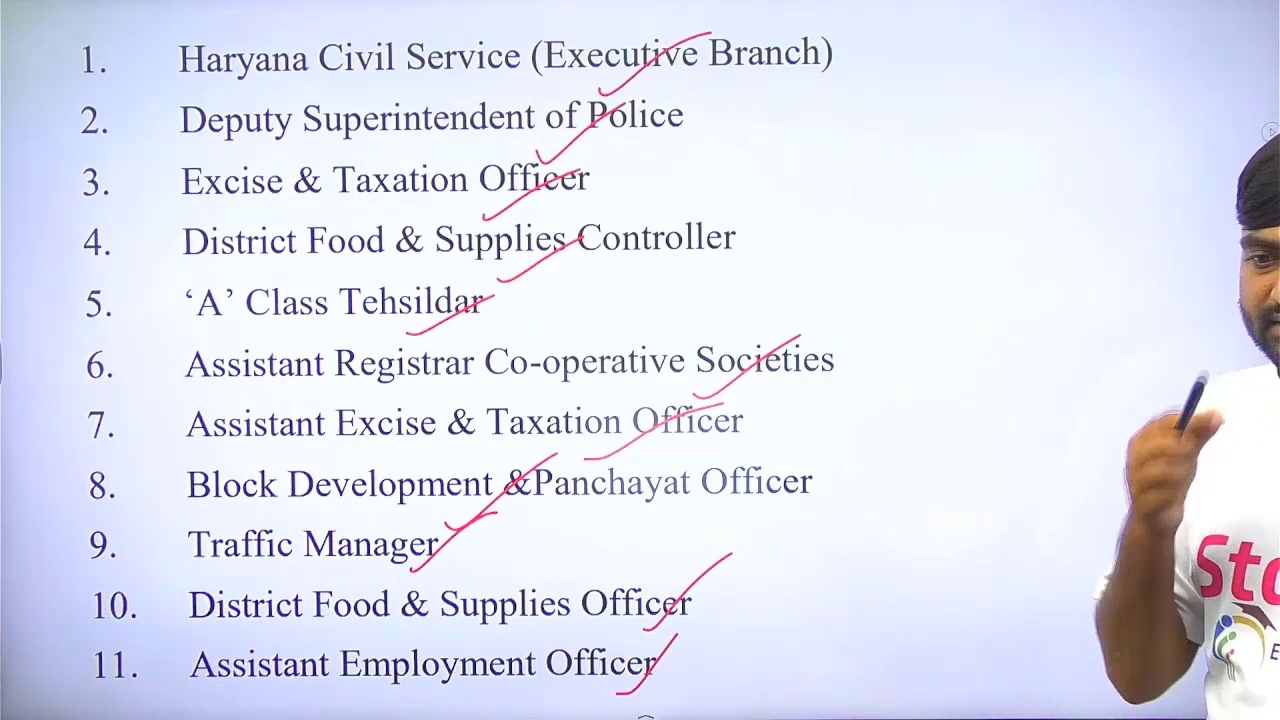 1. Haryana Civil Service (Executive Branch)
2. Deputy Superintendent of Police
3. Excise & Taxation Officer
4. District Food & Supplies Controller
5. ‘A’ Class Tehsildar
6. Assistant Registrar Co-operative Societies
7. Assistant Excise & Taxation Officer
8. Block Development &Panchayat Officer
9. Traffic Manager
10. District Food & Supplies Officer
11. Assistant Employment Officer